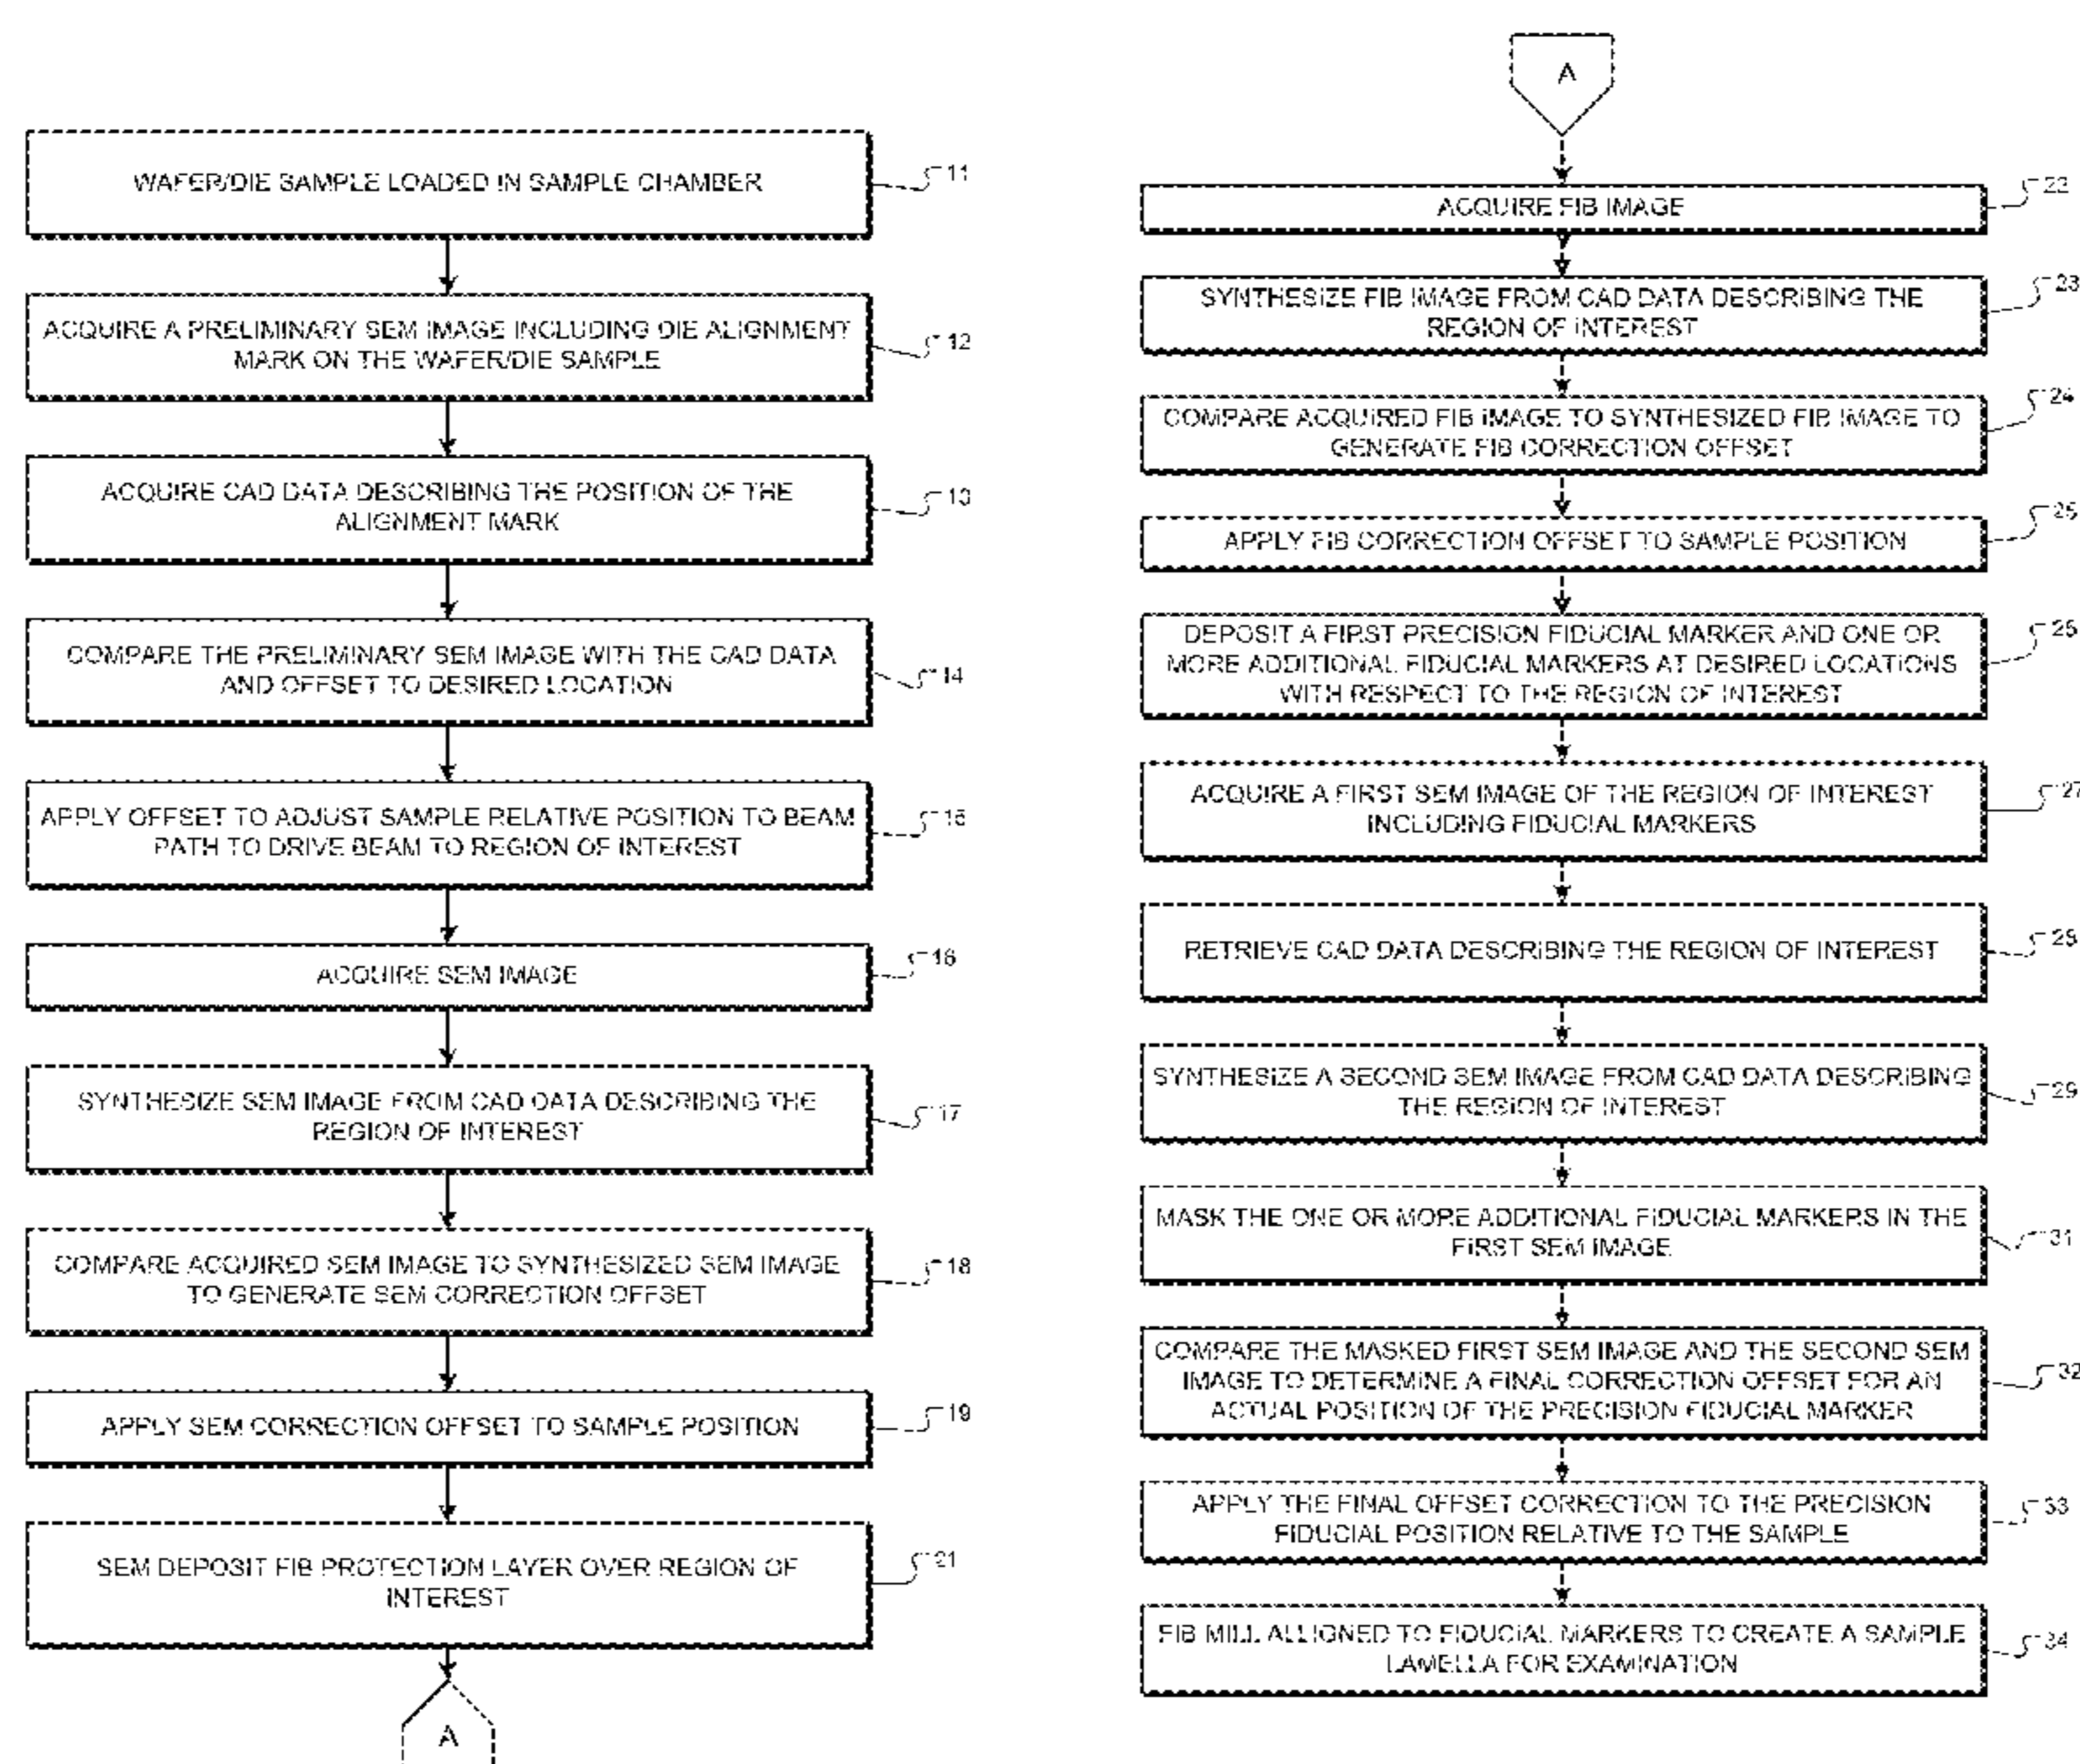 WAFER/DIE SAMPLE LOADED IN SAMPLE CHAMBER
11
ACQUIRE A PRELIMINARY SEM IMAGE INCLUDING DIE ALIGNMENT
MARK ON THE WAFER/DIE SAMPLE
12
ACQUIRE CAD DATA DESCRIBING THE POSITION OF THE
ALIGNMENT MARK
13
COMPARE THE PRELIMINARY SEM IMAGE WITH THE CAD DATA
AND OFFSET TO DESIRED LOCATION
14
APPLY OFFSET TO ADJUST SAMPLE RELATIVE POSITION TO BEAM
PATH TO DRIVE BEAM TO REGION OF INTEREST
15
ACQUIRE SEM IMAGE
16
SYNTHESIZE SEM IMAGE FROM CAD DATA DESCRIBING THE
REGION OF INTEREST
17
COMPARE ACQUIRED SEM IMAGE TO SYNTHESIZED SEM IMAGE
TO GENERATE SEM CORRECTION OFFSET
18
APPLY SEM CORRECTION OFFSET TO SAMPLE POSITION
19
SEM DEPOSIT FIB PROTECTION LAYER OVER REGION OF
INTEREST
21
A
A
ACQUIRE FIB IMAGE
22
SYNTHESIZE FIB IMAGE FROM CAD DATA DESCRIBING THE
REGION OF INTEREST
23
COMPARE ACQUIRED FIB IMAGE TO SYNTHESIZED FIB IMAGE TO
GENERATE FIB CORRECTION OFFSET
24
APPLY FIB CORRECTION OFFSET TO SAMPLE POSITION
25
DEPOSIT A FIRST PRECISION FIDUCIAL MARKER AND ONE OR
MORE ADDITIONAL FIDUCIAL MARKERS AT DESIRED LOCATIONS
WITH RESPECT TO THE REGION OF INTEREST
26
ACQUIRE A FIRST SEM IMAGE OF THE REGION OF INTEREST
INCLUDING FIDUCIAL MARKERS
27
RETRIEVE CAD DATA DESCRIBING THE REGION OF INTEREST
28
SYNTHESIZE A SECOND SEM IMAGE FROM CAD DATA DESCRIBING
THE REGION OF INTEREST
29
MASK THE ONE OR MORE ADDITIONAL FIDUCIAL MARKERS IN THE
FIRST SEM IMAGE
31
COMPARE THE MASKED FIRST SEM IMAGE AND THE SECOND SEM
IMAGE TO DETERMINE A FINAL CORRECTION OFFSET FOR AN
ACTUAL POSITION OF THE PRECISION FIDUCIAL MARKER
32
APPLY THE FINAL OFFSET CORRECTION TO THE PRECISION
FIDUCIAL POSITION RELATIVE TO THE SAMPLE
33
FIB MILL ALLIGNED TO FIDUCIAL MARKERS TO CREATE A SAMPLE
LAMELLA FOR EXAMINATION
34